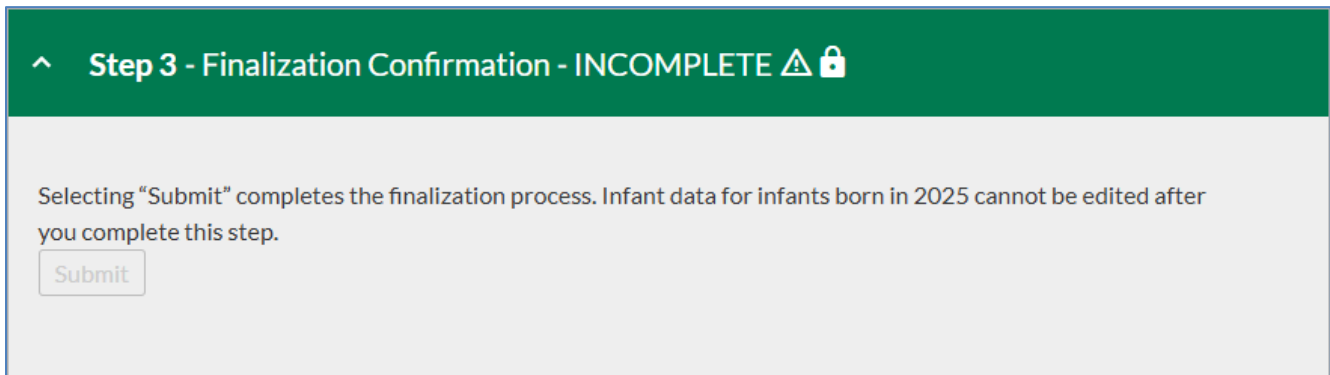 Step 3 - Finalization Confirmation - INCOMPLETE
Selecting “Submit” completes the finalization process. Infant data for infants born in 2025 cannot be edited after
you complete this step.
Submit